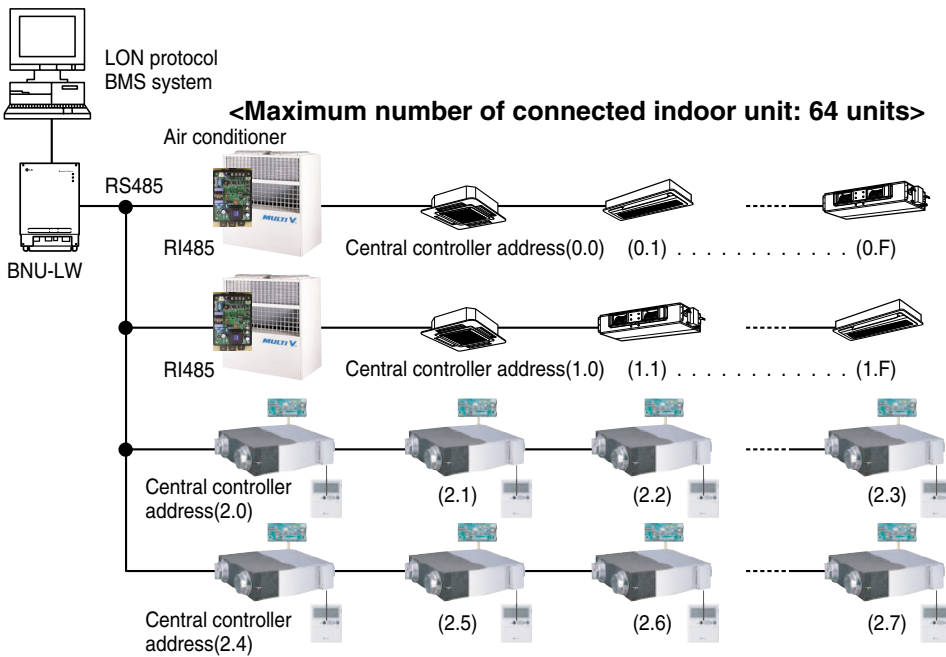 LON protocol
BMS system
<Maximum number of connected indoor unit: 64 units>
Air conditioner
RS485
MULTI V.
RI485
Central controller address(0.0) (0.1) . . . . . . . . . . . . (0.F)
BNU-LW
MULTI V.
RI485
Central controller address(1.0) (1.1) . . . . . . . . . . . . (1.F)
Central controller
address(2.0)
(2.1)
(2.2)
(2.3)
Central controller
address(2.4)
(2.5)
(2.6)
(2.7)